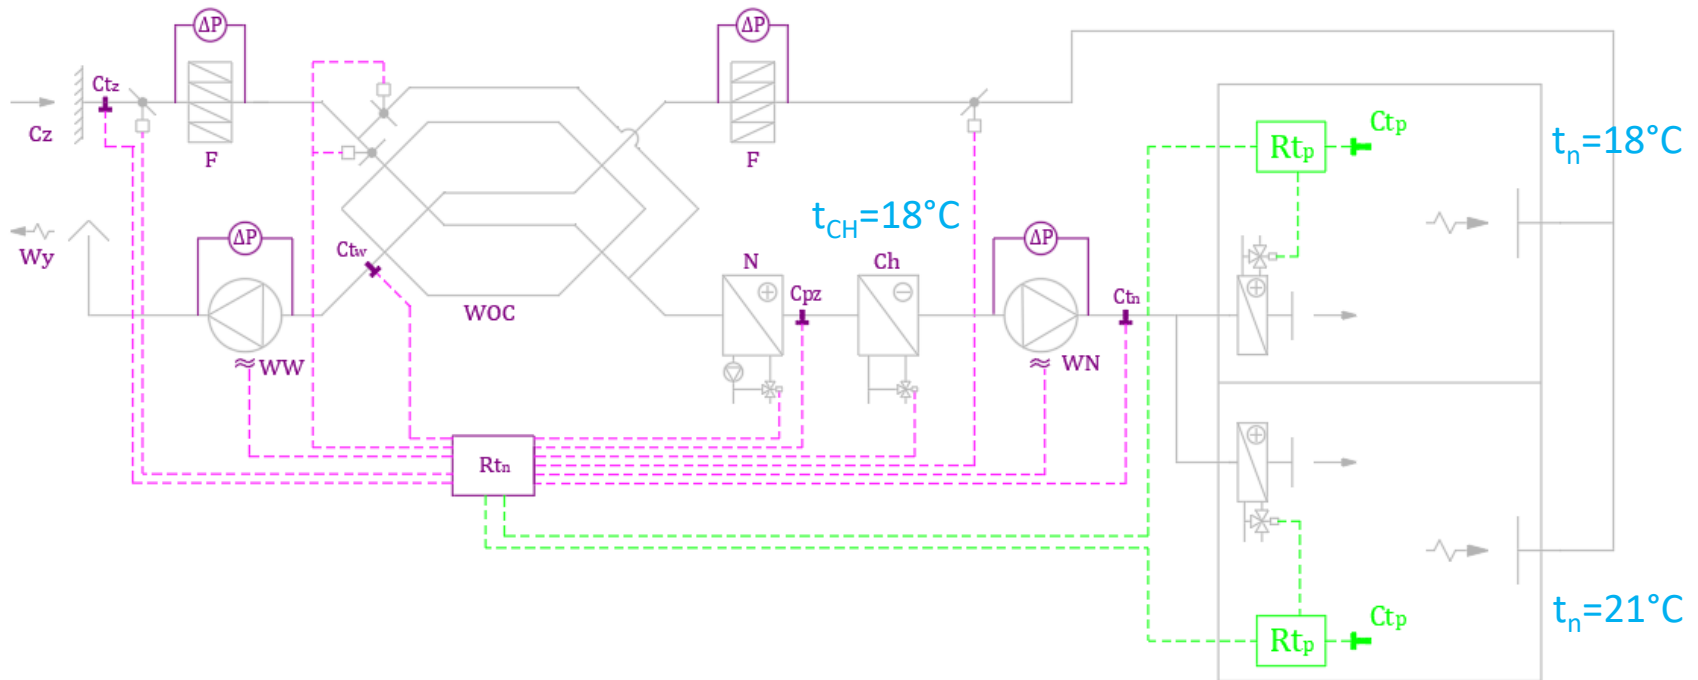 ΔP
ΔP
Ctz
Cz
F
F
Rtp
Ctp
tn=18°C
tCH=18°C
Wy
ΔP
Ctw
ΔP
N
Ch
Cpz
Ctn
WOC
≈ WW
≈ WN
Rtn
Rtp
Ctp
tn=21°C